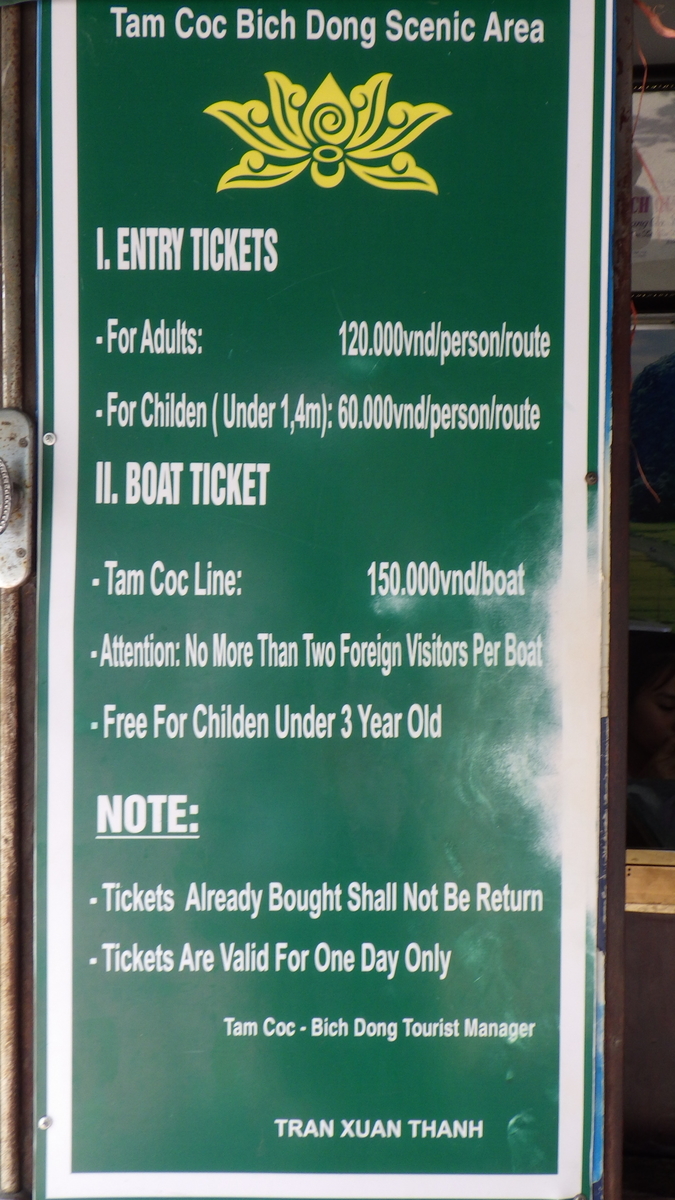 Tam Coc Bich Dong Scenic Area
I. ENTRY TICKETS
- For Adults: 120.000vnd/person/route
- For Childen ( Under 1,4m): 60.000vnd/person/route
II. BOAT TICKET
- Tam Coc Line: 150.000vnd/boat
- Attention: No More Than Two Foreign Visitors Per Boat
- Free For Childen Under 3 Year Old
NOTE:
- Tickets Already Bought Shall Not Be Return
- Tickets Are Valid For One Day Only
Tam Coc - Bich Dong Tourist Manager
TRAN XUAN THANH